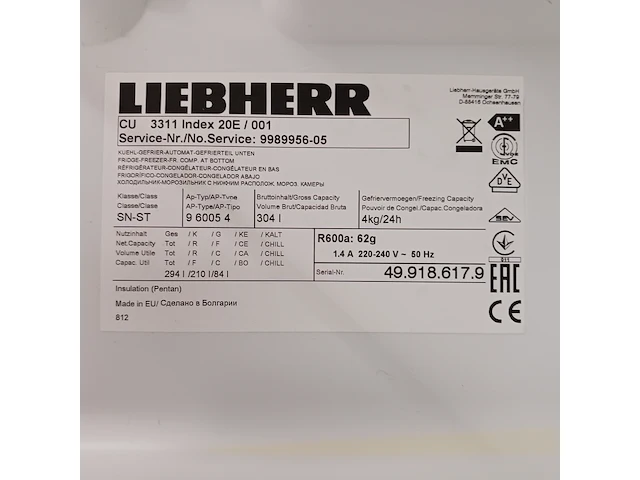 LIEBHERR
Liebherr-Hausgeräte GmbH
Memminger Str. 77-79
D-88416 Ochsenhausen
CU 3311 Index 20E / 001
Service-Nr./No.Service: 9989956-05
A++
EMC
KUEHL-GEFRIER-AUTOMAT-GEFRIERTEIL UNTEN
FRIDGE-FREEZER-FR. COMP. AT BOTTOM
RÉFRIGÉRATEUR-CONGÉLATEUR-CONGÉLATEUR EN BAS
FRIGORÍFICO-CONGELADOR-CONGELADOR ABAJO
ХОЛОДИЛЬНИК-МОРОЗИЛЬНИК С НИЖНИМ РАСПОЛОЖ. МОРОЗ. КАМЕРЫ
Klasse/Class Ap-Typ/AP-Type Bruttoinhalt/Gross Capacity Gefriervermoegen/Freezing Capacity
Classe/Clase AP-Type/AP-Tipo Volume Brut/Capacidad Bruta Pouvoir de Congel./Capac.Congeladora
SN-ST 9 6005 4 304 l 4kg/24h
Nutzinhalt Ges / K / G / KE / KALT
Net.Capacity Tot / R / F / CE / CHILL
Volume Utile Tot / R / C / CA / CHILL
Capac. Util Tot / F / C / BO / CHILL
294 l /210 l /84 l
R600a: 62g
1.4 A 220-240 V ~ 50 Hz
Serial-Nr. 49.918.617.9
DVE
SEV
011
EAC
CE
Insulation (Pentan)
Made in EU/ Сделано в Болгарии
812